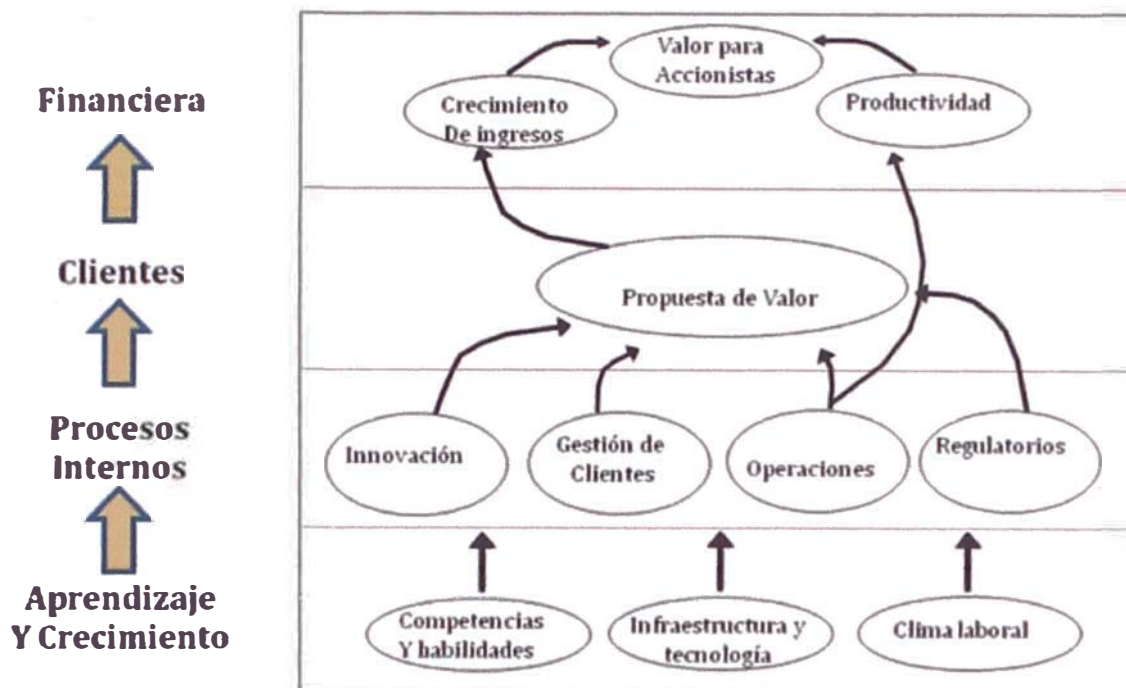 Financiera
Clientes
Procesos
Internos
Aprendizaje
Y Crecimiento
Valor para
Accionistas
Crecimiento
De ingresos
Productividad
Propuesta de Valor
Innovación
Gestión de
Clientes
Operaciones
Regulatorios
Competencias
Y habilidades
Infraestructura y
tecnología
Clima laboral